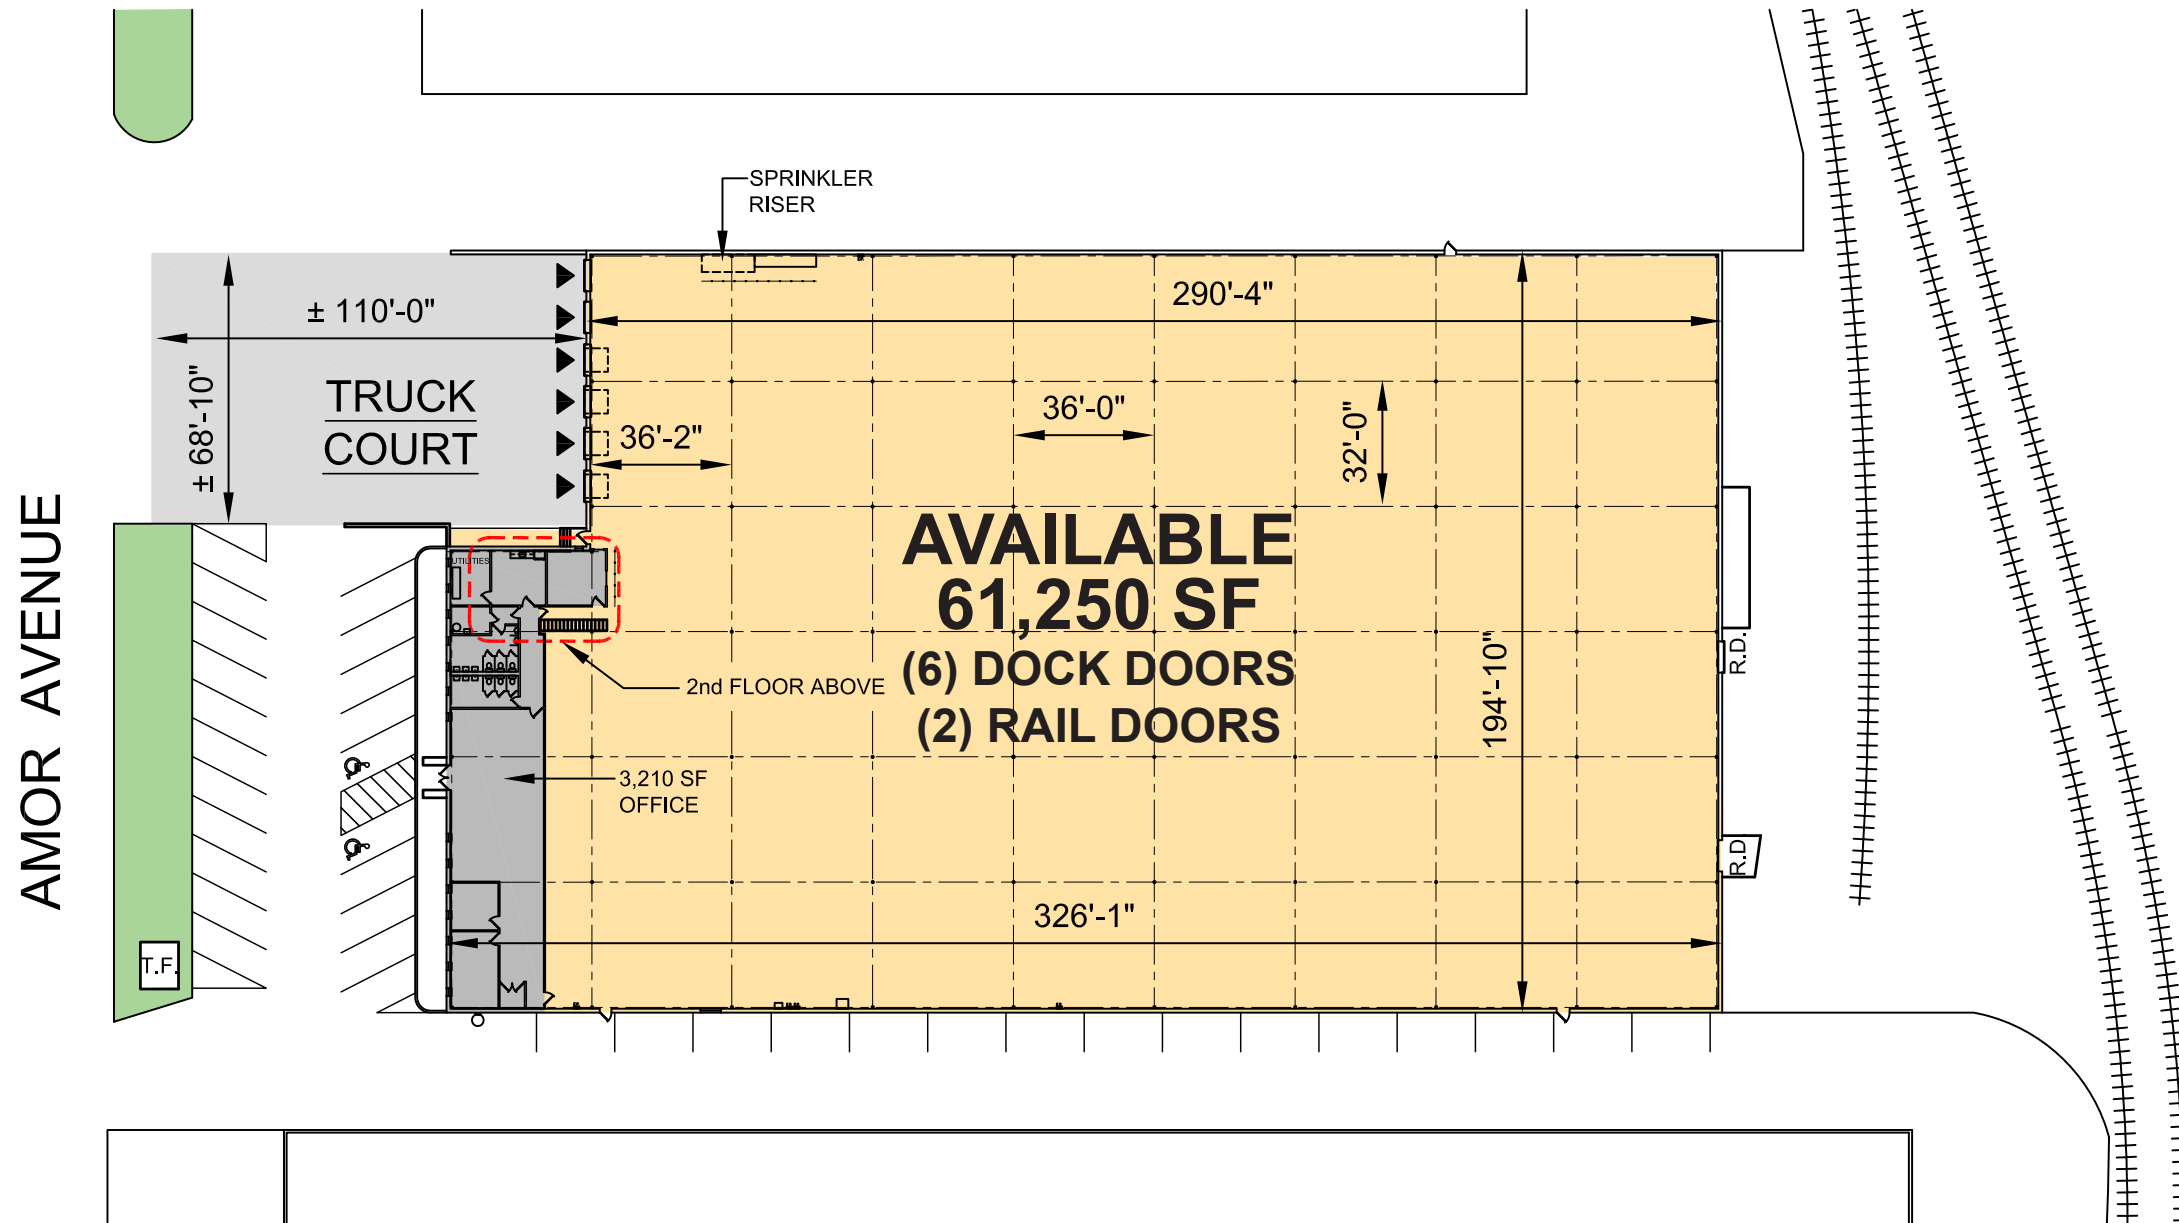 SPRINKLER
RISER
± 110'-0"
290'-4"
± 68'-10"
TRUCK
COURT
36'-2"
36'-0"
32'-0"
AMOR AVENUE
AVAILABLE
61,250 SF
(6) DOCK DOORS
(2) RAIL DOORS
UTILITIES
2nd FLOOR ABOVE
194'-10"
R.D.
3,210 SF
OFFICE
R.D.
326'-1"
T.F.